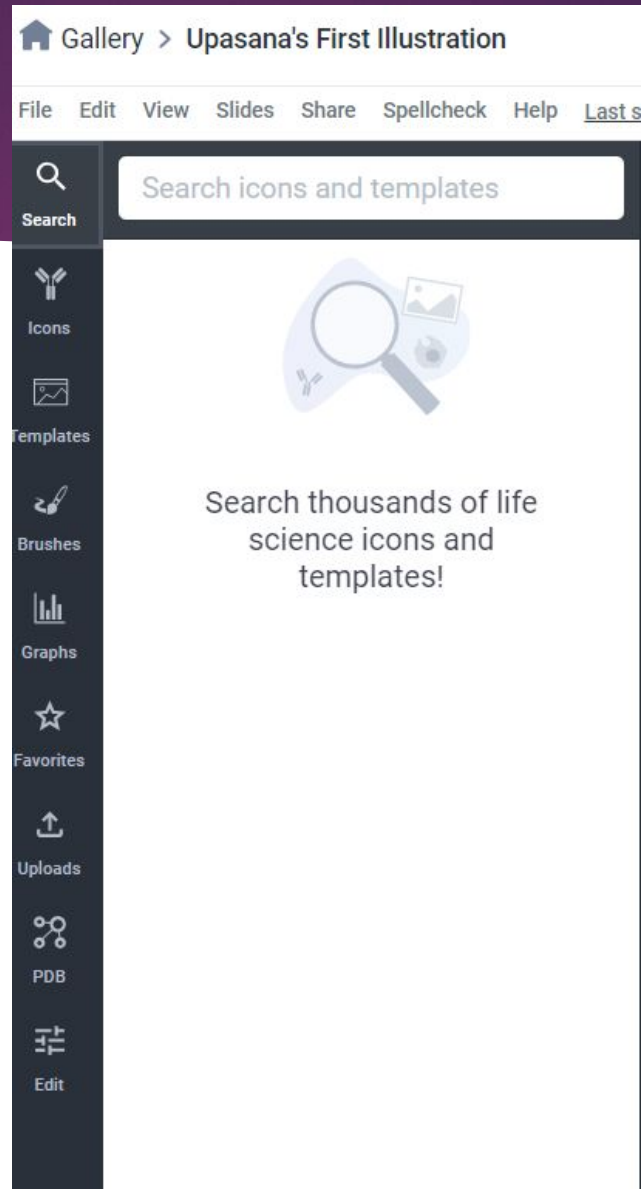 Gallery > Upasana's First Illustration
File Edit View Slides Share Spellcheck Help Last s
Search icons and templates
Search
Icons
Templates
Brushes
Graphs
Favorites
Uploads
PDB
Edit
Search thousands of life
science icons and
templates!